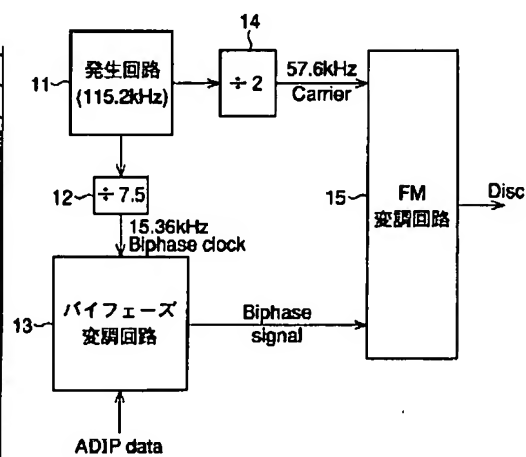 14
発生回路
(115.2kHz)
11
÷2
57.6kHz
Carrier
12
÷7.5
15.36kHz
Biphase clock
15
FM
変調回路
Disc
13
バイフェーズ
変調回路
Biphase
signal
ADIP data